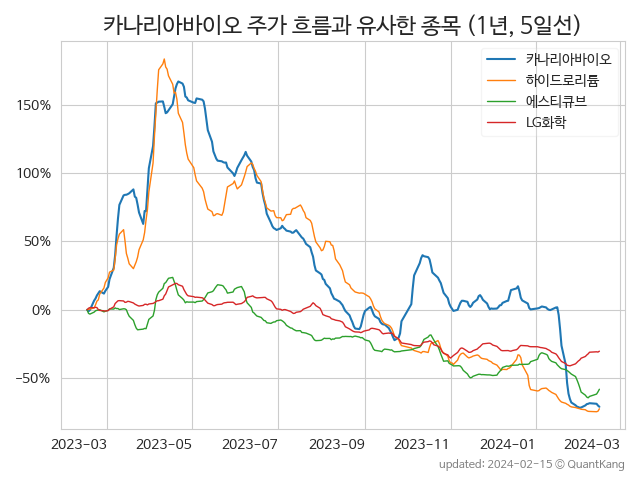 카나리아바이오 주가 흐름과 유사한 종목 (1년, 5일선)
카나리아바이오
하이드로리튬
에스티큐브
LG화학
150%
100%
50%
0%
−50%
2023−03 2023−05 2023−07 2023−09 2023−11 2024−01 2024−03
updated: 2024-02-15 © QuantKang